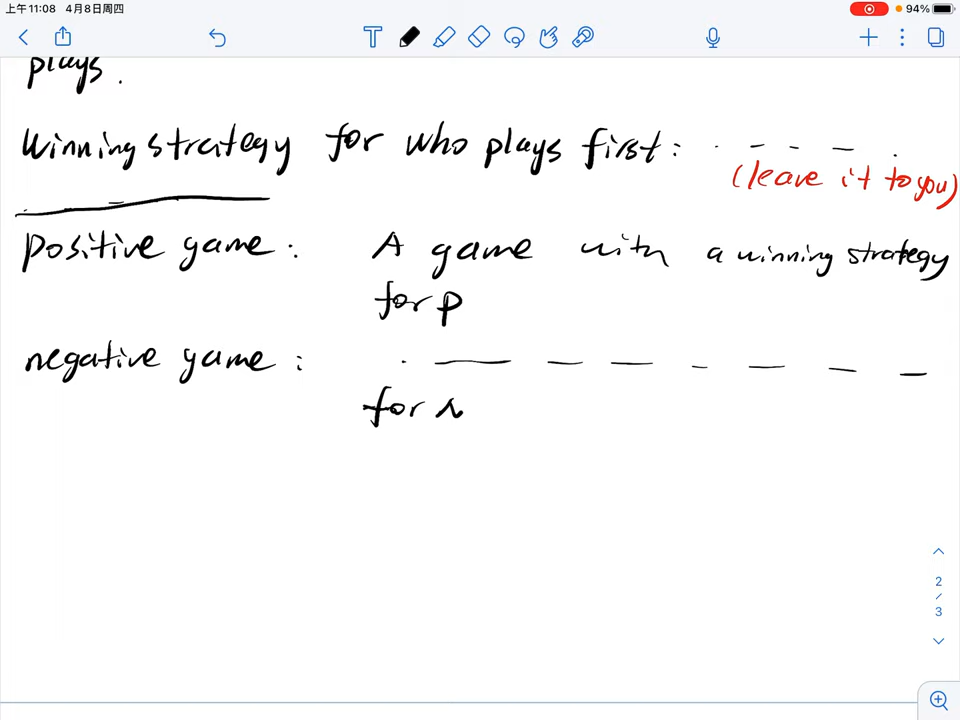 上午11:08 4月8日周四 94%
plays.
Winning strategy for who plays first:
(leave it to you)
positive game: A game with a winning strategy
for P
negative game:
for N
2
/
3